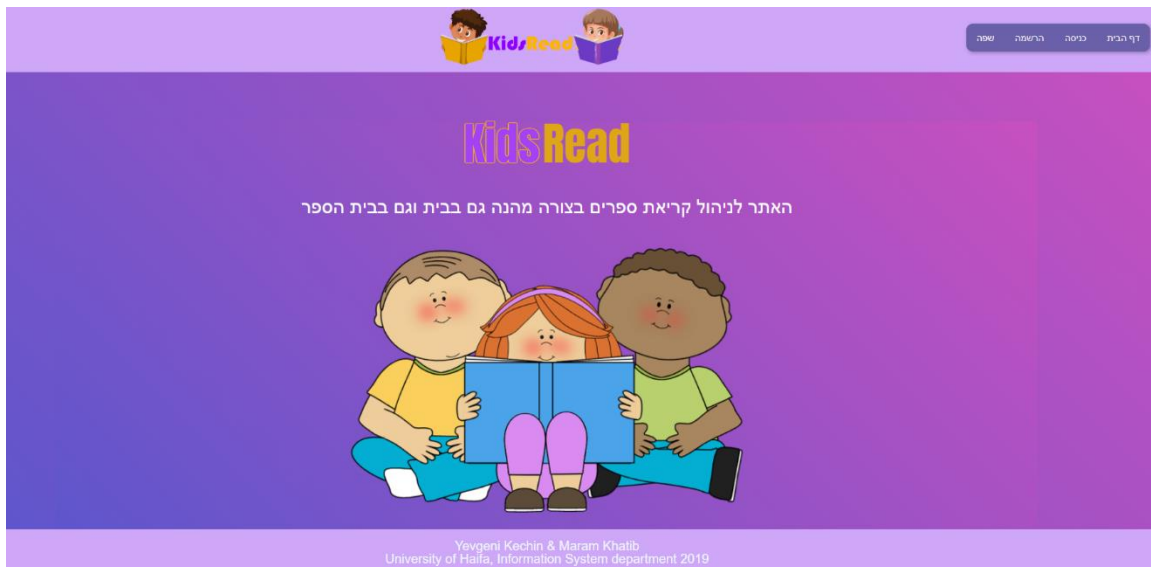 KidsRead
דף הבית כניסה הרשמה שפה
KidsRead
האתר לניהול קריאת ספרים בצורה מהנה גם בבית וגם בבית הספר
Yevgeni Kechin & Maram Khatib
University of Haifa, Information System department 2019